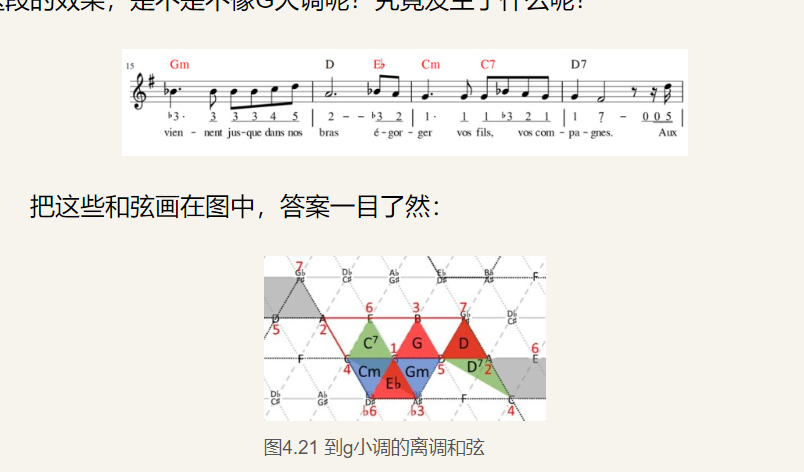 这段的效果,是不是不像G大调呢?究竟发生了什么呢?
15 Gm D E♭ Cm C7 D7
♭3· 3 3 3 4 5 | 2 - - ♭3 2 | 1· 1 1 ♭3 2 1 | 1 7 - 0 0 5 |
vien - nent jus-que dans nos bras é-gor-ger vos fils, vos com-pa-gnes. Aux
把这些和弦画在图中,答案一目了然:
7
G♭ D♭ A♭ E♭ B♭ F
F# C# G# D# A#
6 3 7
D A E B G♭ D♭
5 2 C#
C7 1 G D 6
F C G D A E
4 Cm Gm 5 D7 2
E♭
D♭ A♭ F C
C# G# ♭6 ♭3 4
图4.21 到g小调的离调和弦